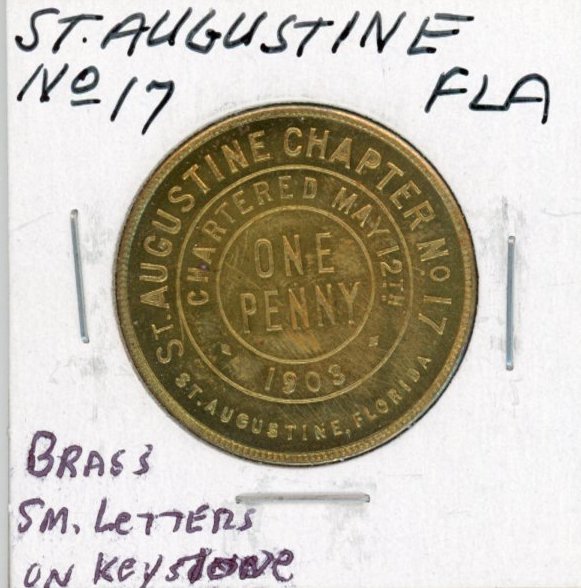 ST. AUGUSTINE
No 17 FLA
ST. AUGUSTINE CHAPTER No. 17
CHARTERED MAY 12TH
ONE
PENNY
1903
ST. AUGUSTINE, FLORIDA
BRASS
SM. LETTERS
ON KEYSTONE